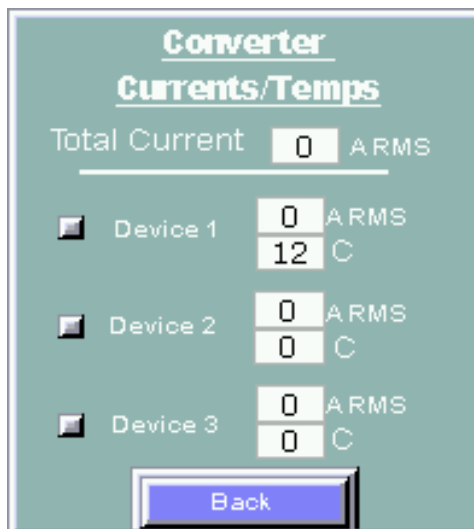 Converter
Currents/Temps
Total Current 0 ARMS
Device 1 0 ARMS
12 C
Device 2 0 ARMS
0 C
Device 3 0 ARMS
0 C
Back